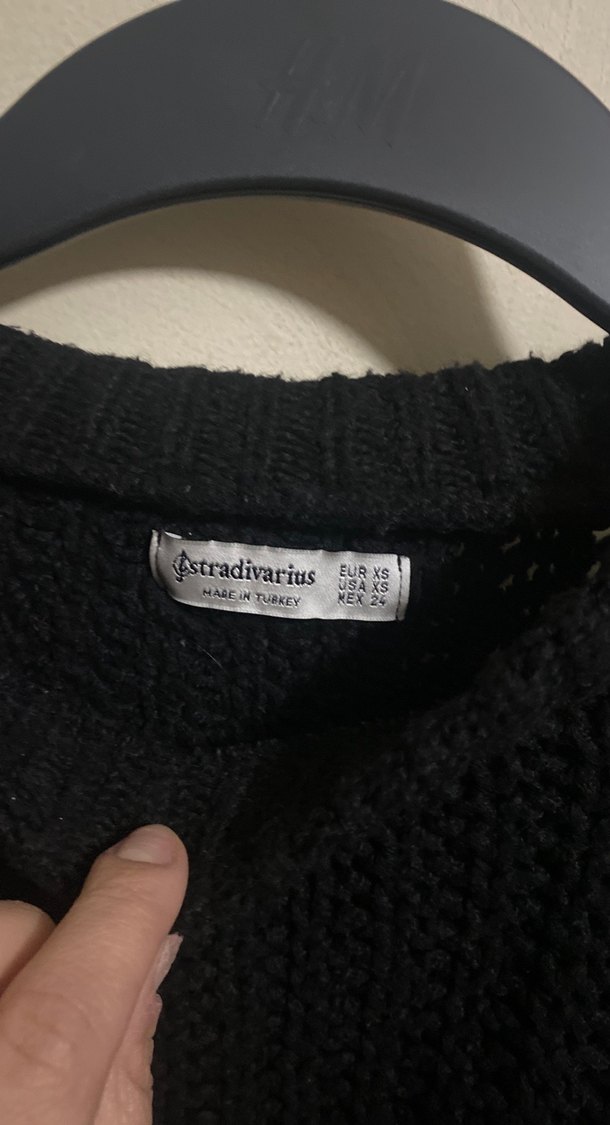 H&M
Stradivarius
MADE IN TURKEY
EUR XS
USA XS
MEX 24